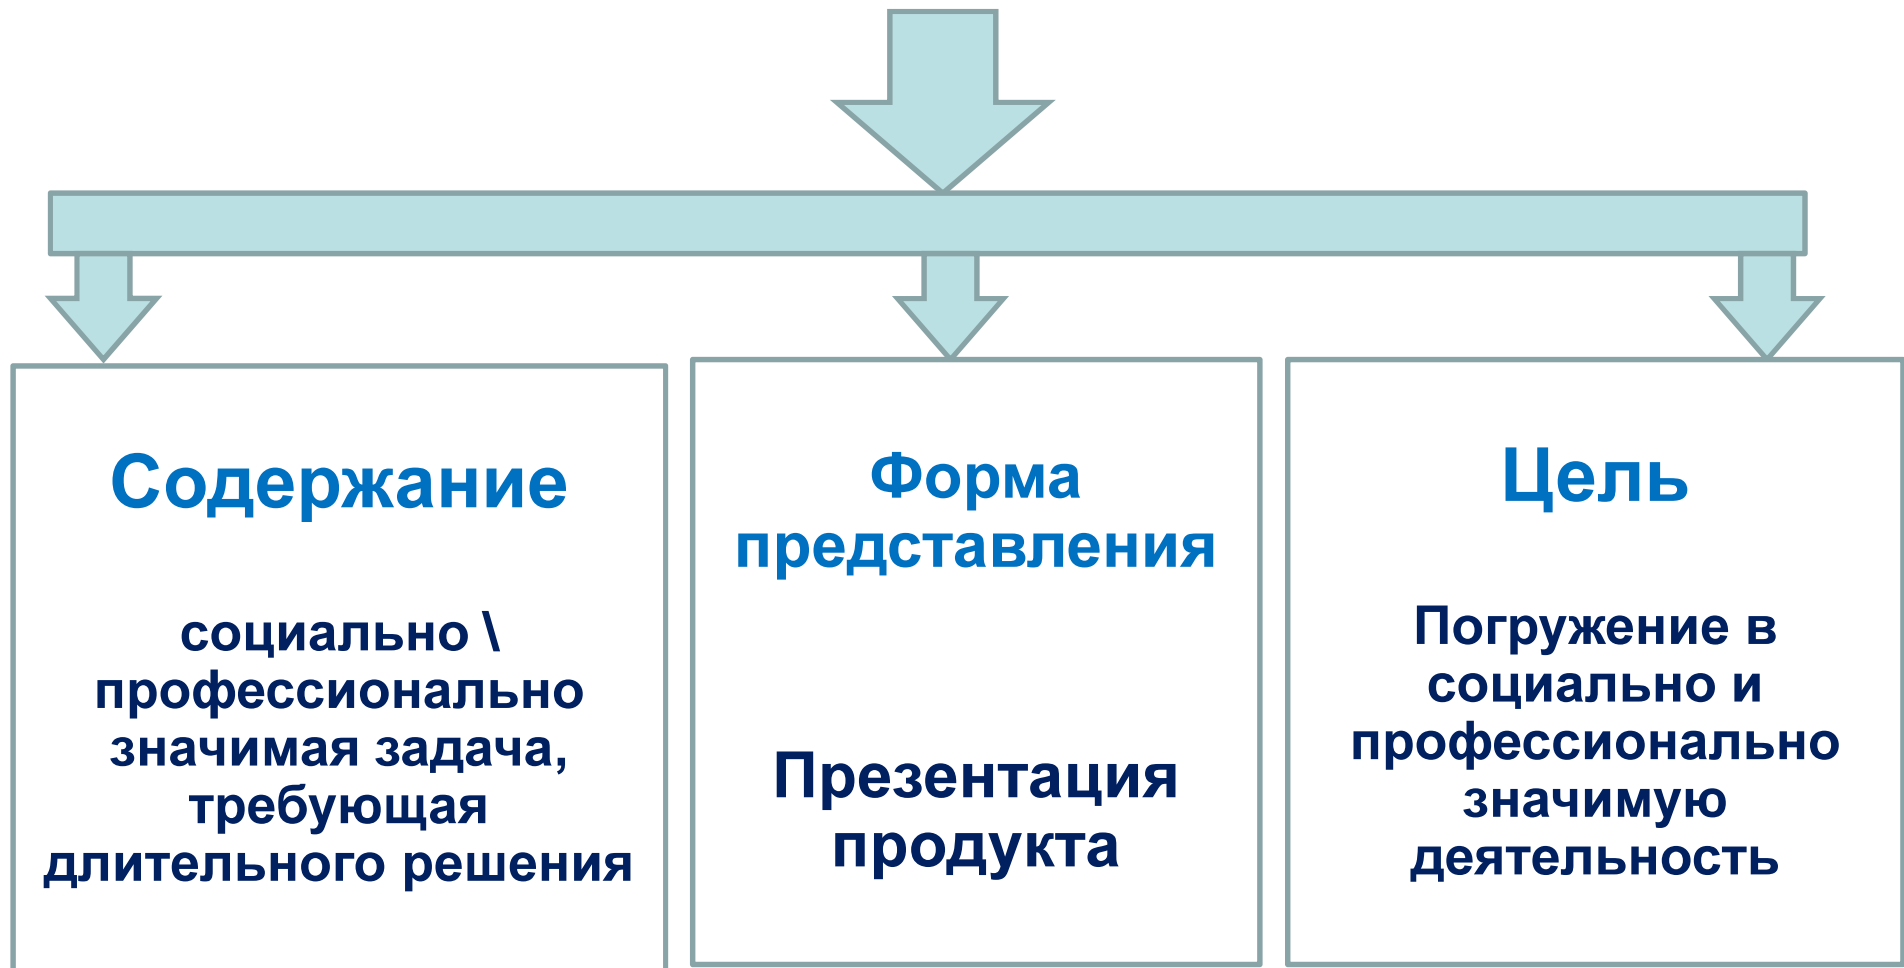 Содержание
социально \
профессионально
значимая задача,
требующая
длительного решения
Форма
представления
Презентация
продукта
Цель
Погружение в
социально и
профессионально
значимую
деятельность